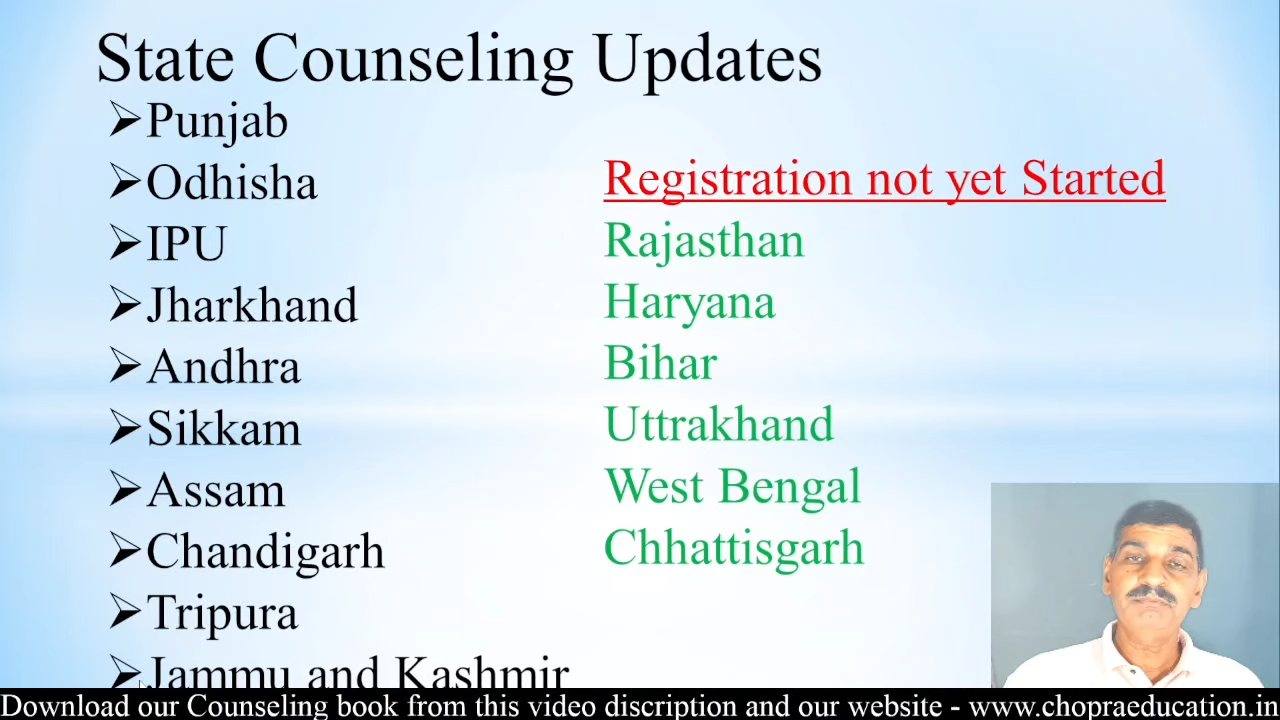 State Counseling Updates
➢Punjab
➢Odhisha
➢IPU
➢Jharkhand
➢Andhra
➢Sikkam
➢Assam
➢Chandigarh
➢Tripura
➢Jammu and Kashmir
Registration not yet Started
Rajasthan
Haryana
Bihar
Uttrakhand
West Bengal
Chhattisgarh
Download our Counseling book from this video discription and our website - www.chopraeducation.in